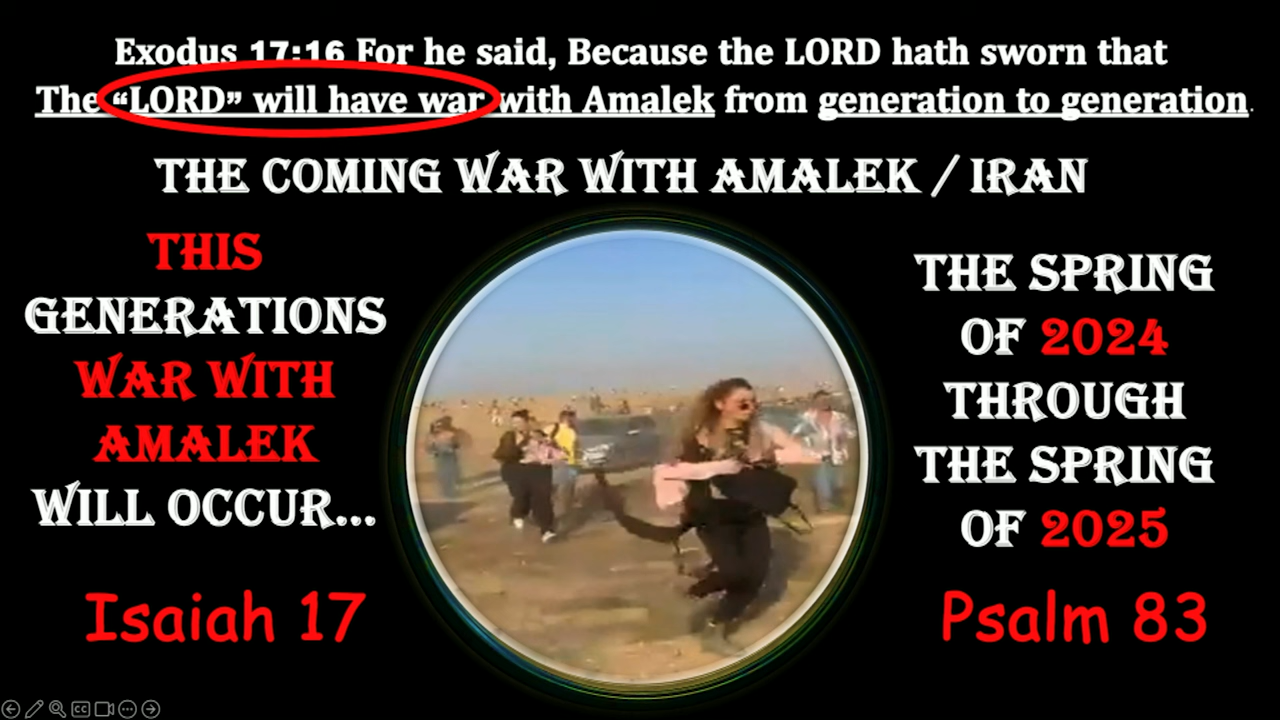 Exodus 17:16 For he said, Because the LORD hath sworn that
The “LORD” will have war with Amalek from generation to generation.
THE COMING WAR WITH AMALEK / IRAN
THIS
GENERATIONS
WAR WITH
AMALEK
WILL OCCUR...
Isaiah 17
THE SPRING
OF 2024
THROUGH
THE SPRING
OF 2025
Psalm 83
CC